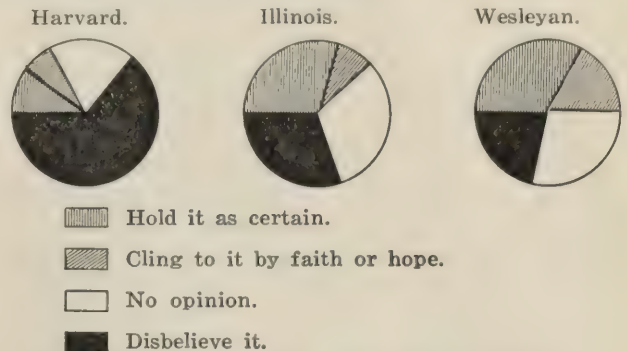 Harvard. Illinois. Wesleyan.
Hold it as certain.
Cling to it by faith or hope.
No opinion.
Disbelieve it.